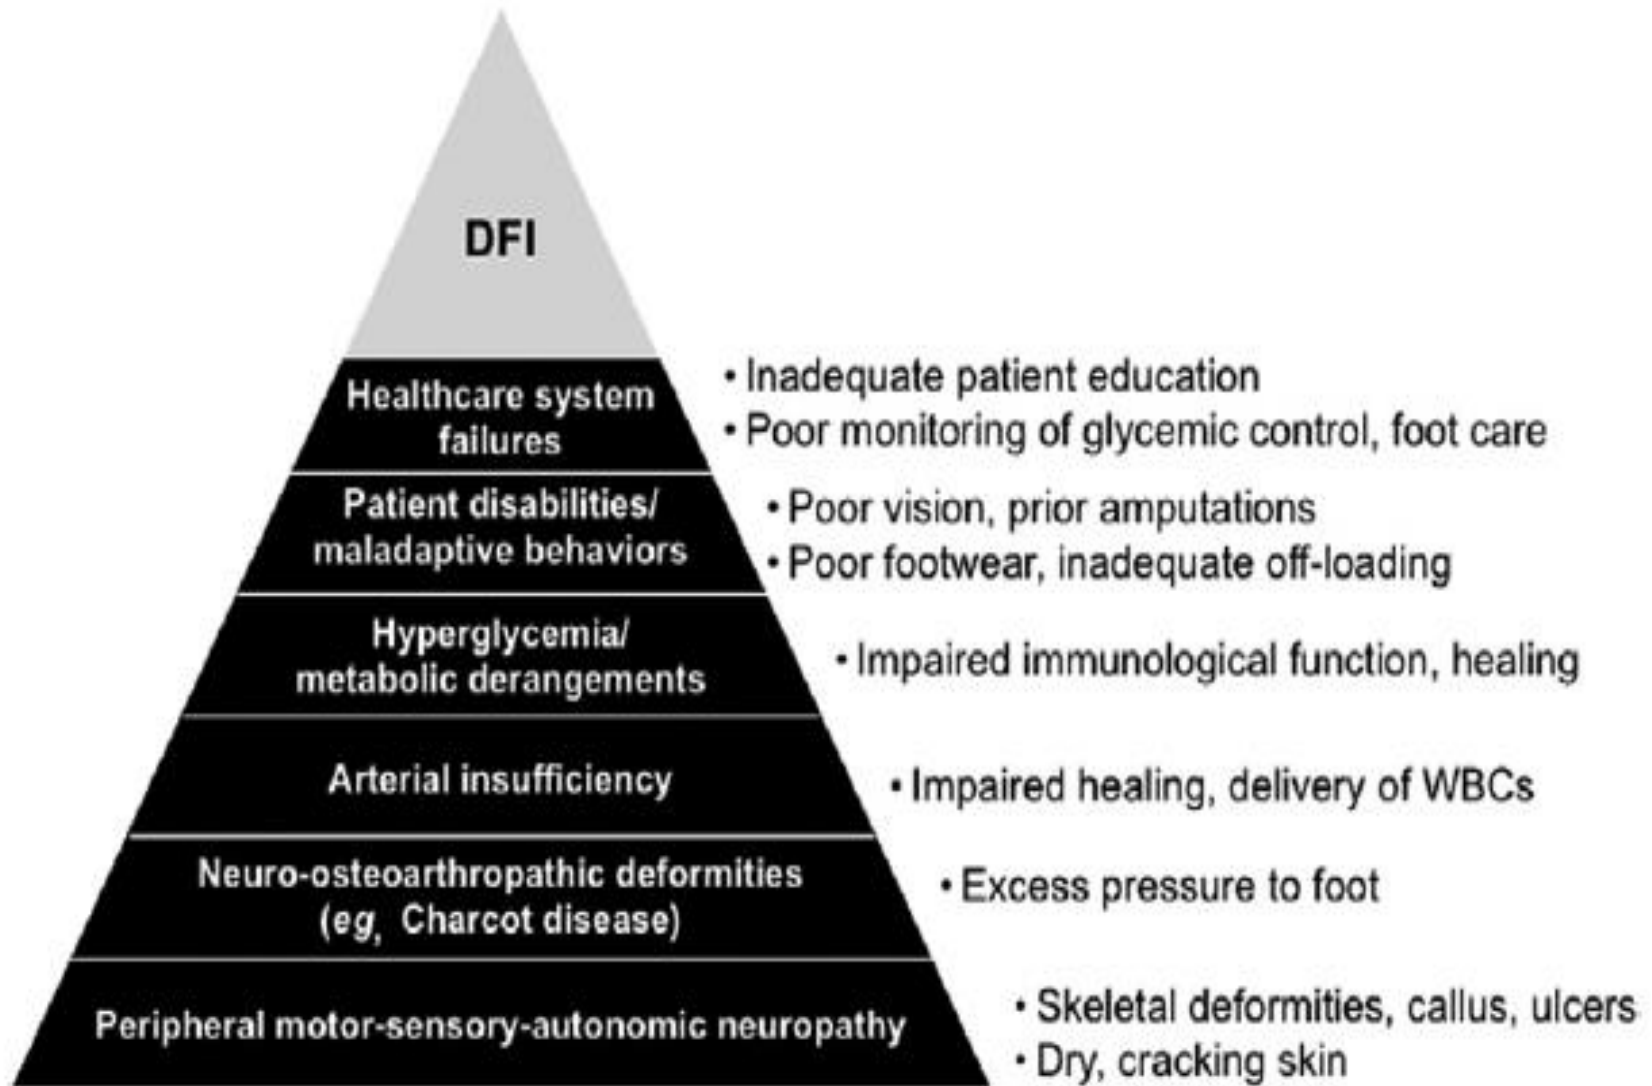 DFI
Healthcare system
failures
• Inadequate patient education
• Poor monitoring of glycemic control, foot care
Patient disabilities/
maladaptive behaviors
• Poor vision, prior amputations
• Poor footwear, inadequate off-loading
Hyperglycemia/
metabolic derangements
• Impaired immunological function, healing
Arterial insufficiency
• Impaired healing, delivery of WBCs
Neuro-osteoarthropathic deformities
(eg, Charcot disease)
• Excess pressure to foot
Peripheral motor-sensory-autonomic neuropathy
• Skeletal deformities, callus, ulcers
• Dry, cracking skin